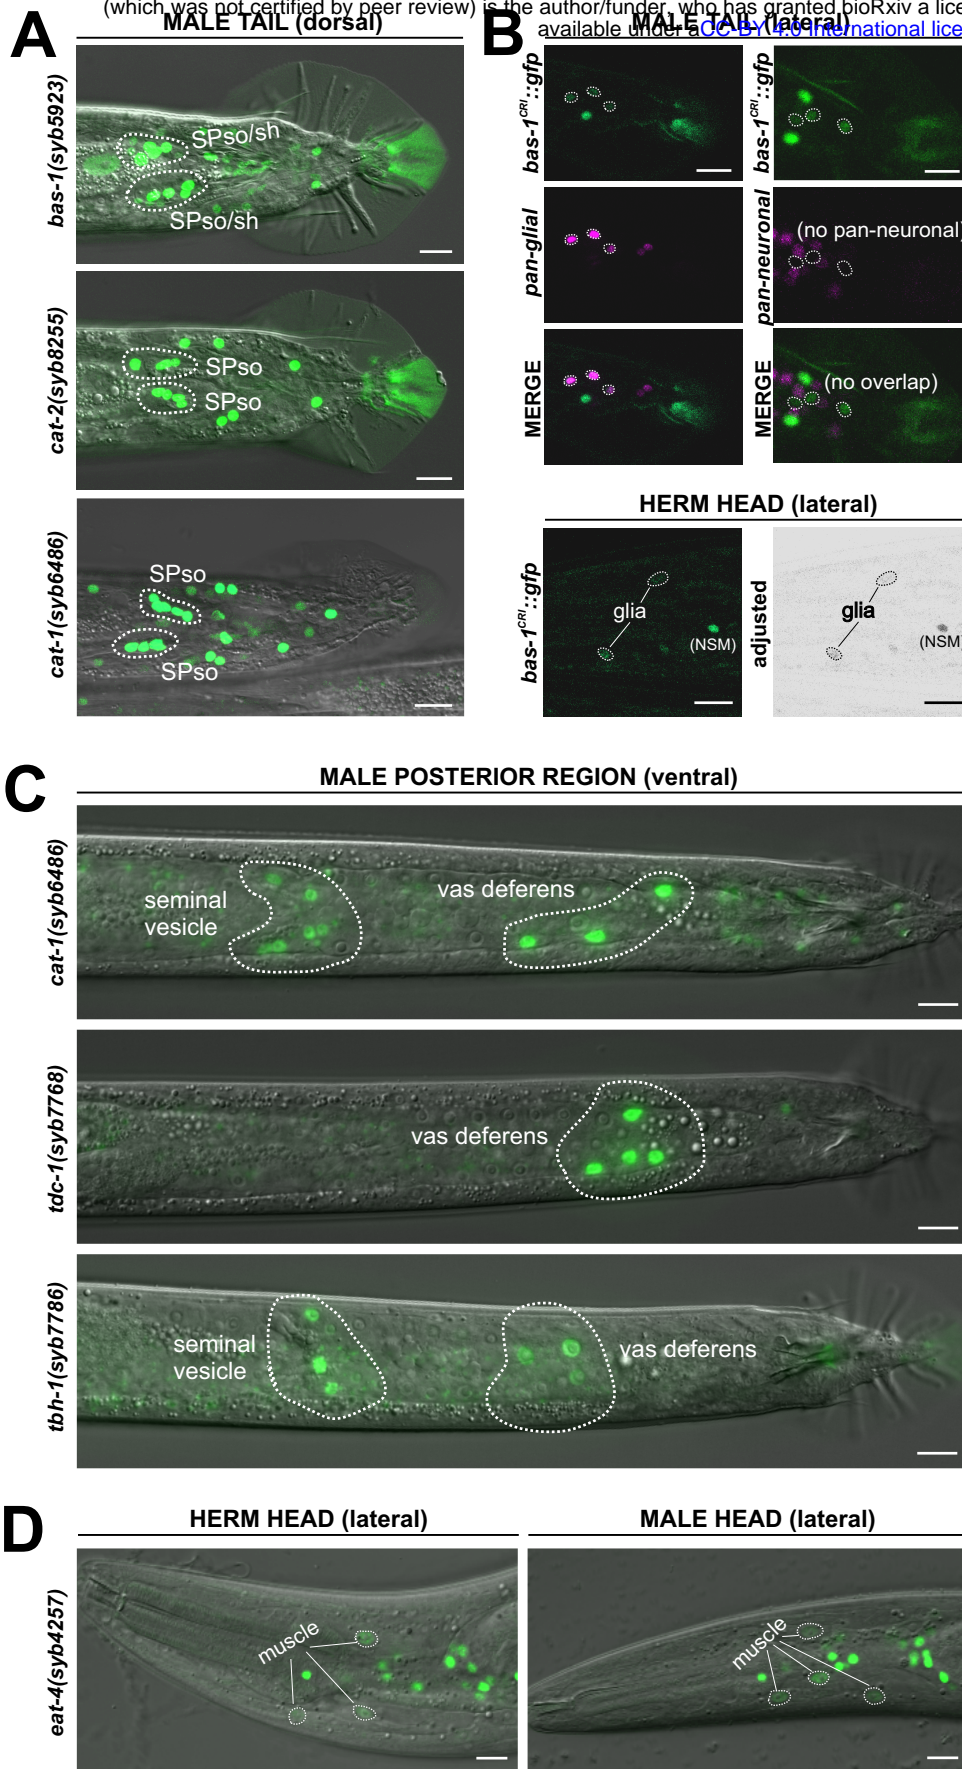 (which was not certified by peer review) is the author/funder, who has granted bioRxiv a lice
available under aCC-BY 4.0 International lice
A
MALE TAIL (dorsal)
bas-1(syb5923)
SPso/sh
SPso/sh
cat-2(syb8255)
SPso
SPso
cat-1(syb6486)
SPso
SPso
B
MALE TAIL (lateral)
bas-1CRI::gfp
bas-1CRI::gfp
pan-glial
pan-neuronal
(no pan-neuronal)
MERGE
MERGE
(no overlap)
HERM HEAD (lateral)
bas-1CRI::gfp
glia
(NSM)
adjusted
glia
(NSM)
C
MALE POSTERIOR REGION (ventral)
cat-1(syb6486)
seminal
vesicle
vas deferens
tdc-1(syb7768)
vas deferens
tbh-1(syb7786)
seminal
vesicle
vas deferens
D
HERM HEAD (lateral)
MALE HEAD (lateral)
eat-4(syb4257)
muscle
muscle